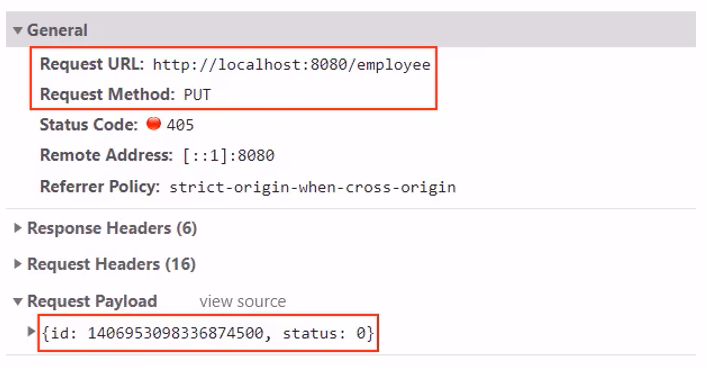 General
Request URL: http://localhost:8080/employee
Request Method: PUT
Status Code: 405
Remote Address: [::1]:8080
Referrer Policy: strict-origin-when-cross-origin
Response Headers (6)
Request Headers (16)
Request Payload view source
{id: 1406953098336874500, status: 0}